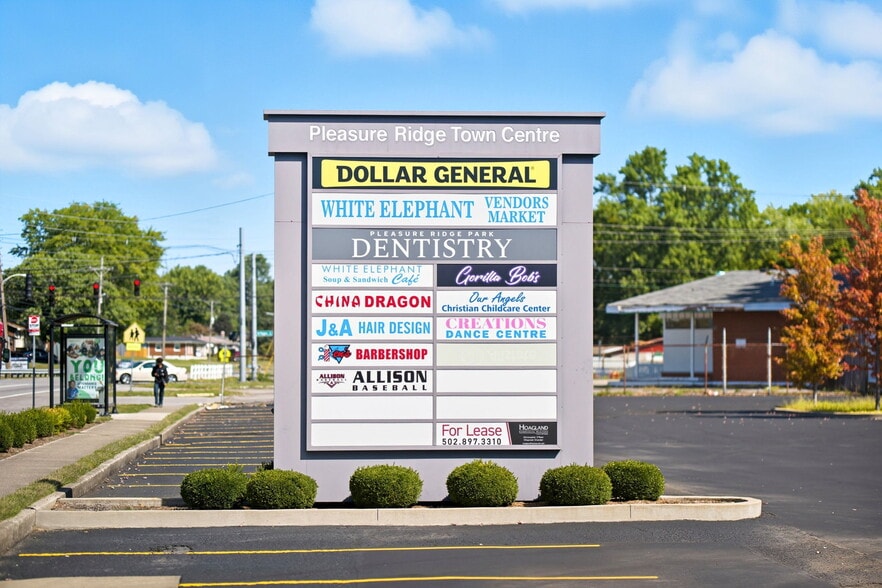 Pleasure Ridge Town Centre
DOLLAR GENERAL
WHITE ELEPHANT VENDORS MARKET
PLEASURE RIDGE PARK
DENTISTRY
WHITE ELEPHANT
Soup & Sandwich Café
Gorilla Bob's
CHINA DRAGON
Our Angels
Christian Childcare Center
J&A HAIR DESIGN
CREATIONS
DANCE CENTRE
BARBERSHOP
ALLISON
BASEBALL
For Lease
502.897.3310
HOAGLAND
YOU
BELONG